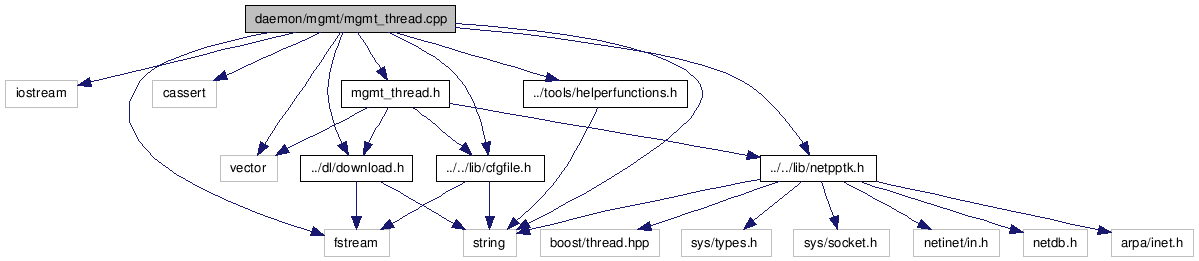 daemon/mgmt/mgmt_thread.cpp
iostream
cassert
mgmt_thread.h
../tools/helperfunctions.h
vector
../dl/download.h
../../lib/cfgfile.h
../../lib/netpptk.h
fstream
string
boost/thread.hpp
sys/types.h
sys/socket.h
netinet/in.h
netdb.h
arpa/inet.h